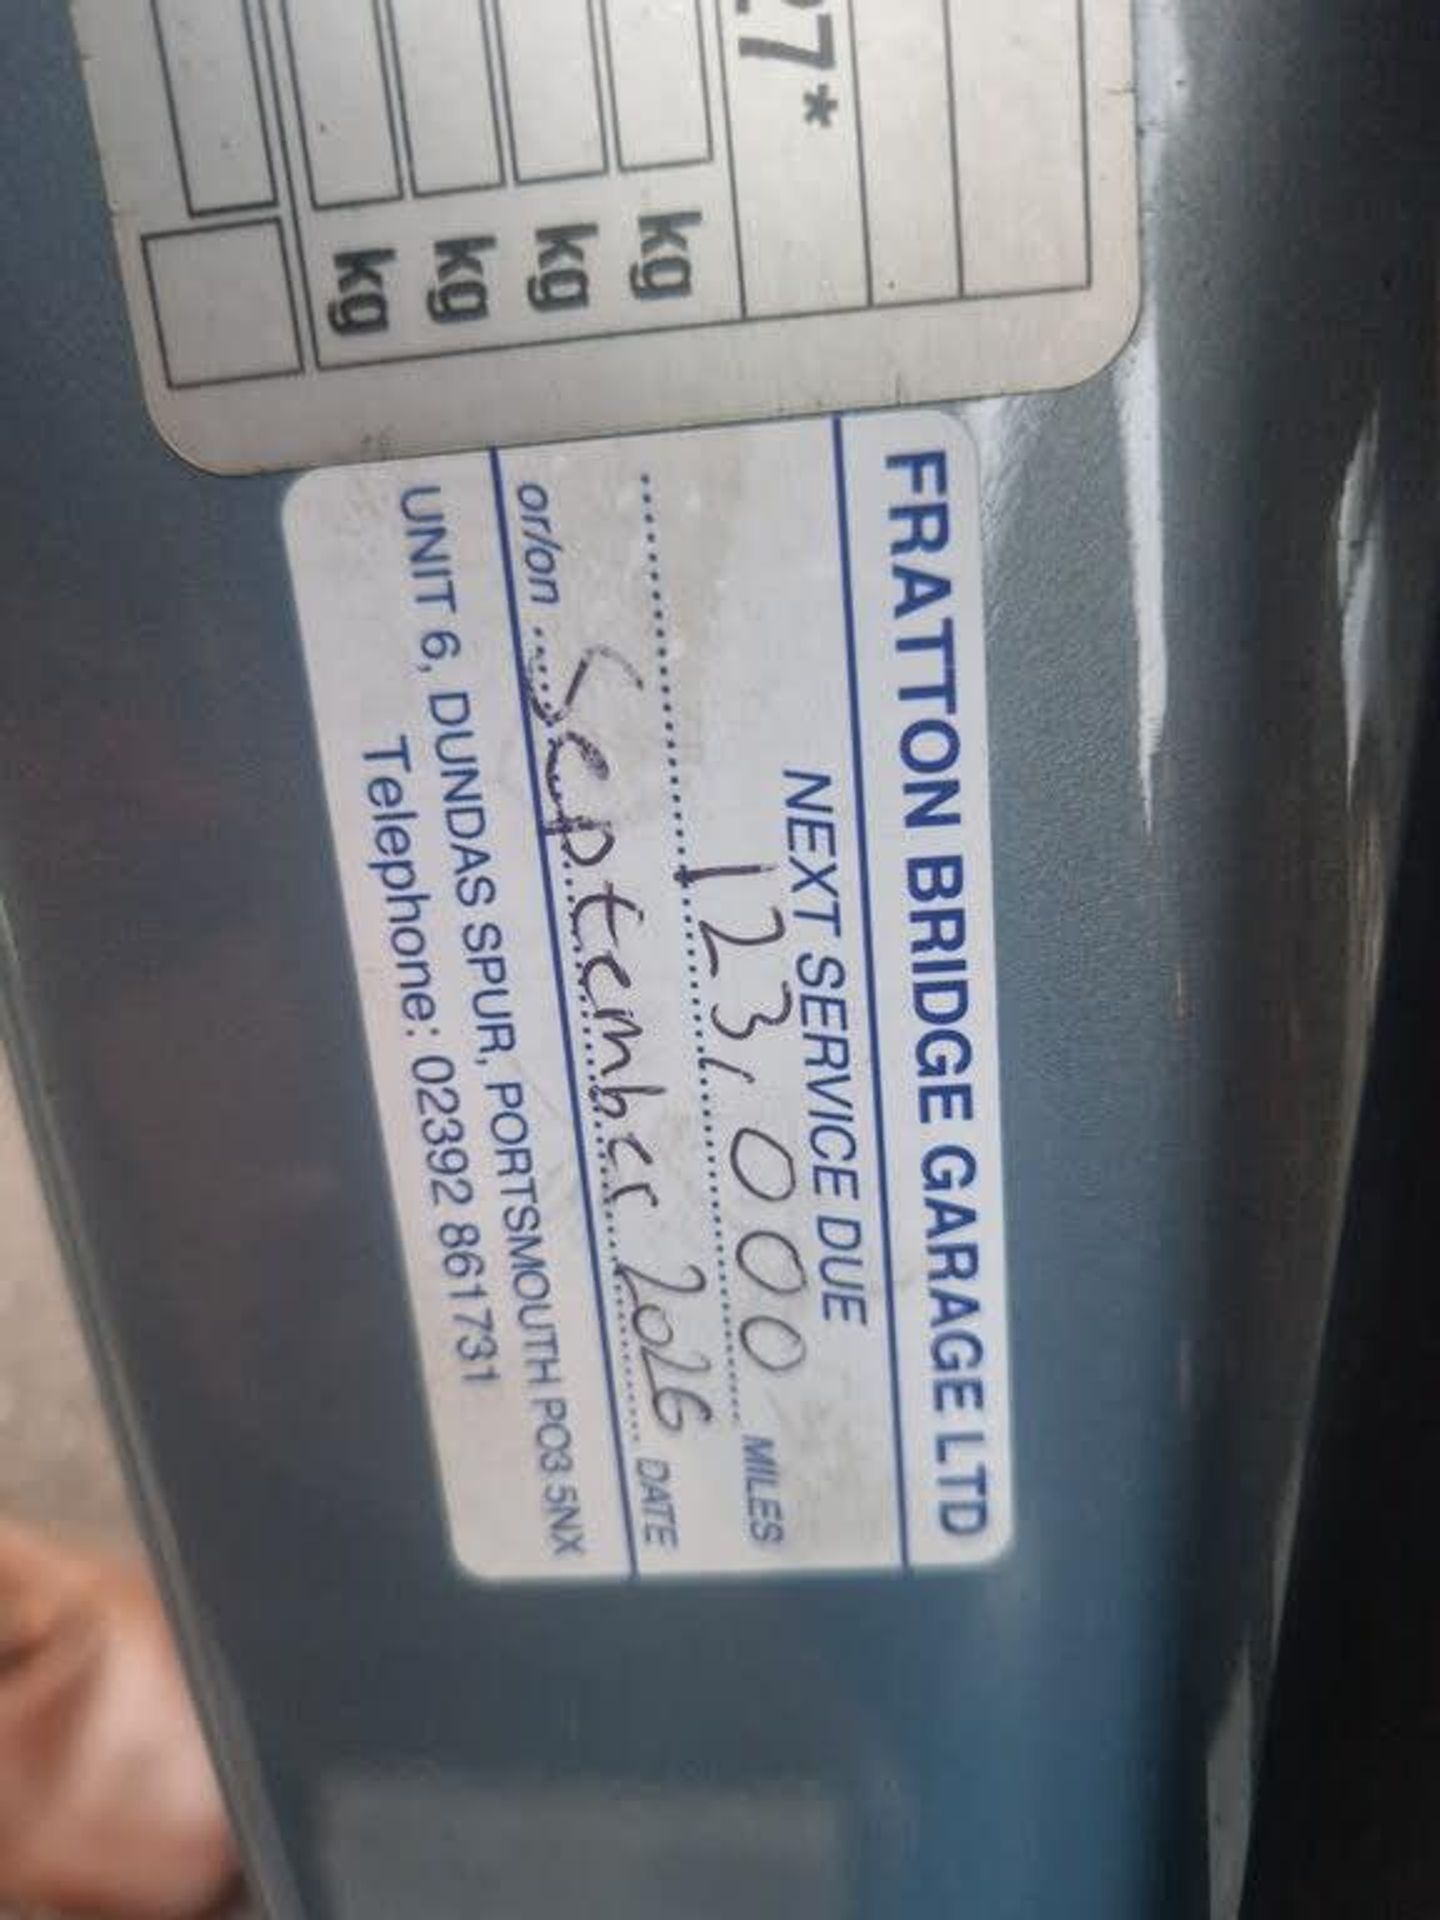 27*
kg
kg
kg
kg
FRATTON BRIDGE GARAGE LTD
NEXT SERVICE DUE
123,000 MILES
or/on September 2026 DATE
UNIT 6, DUNDAS SPUR, PORTSMOUTH PO3 5NX
Telephone: 02392 861731